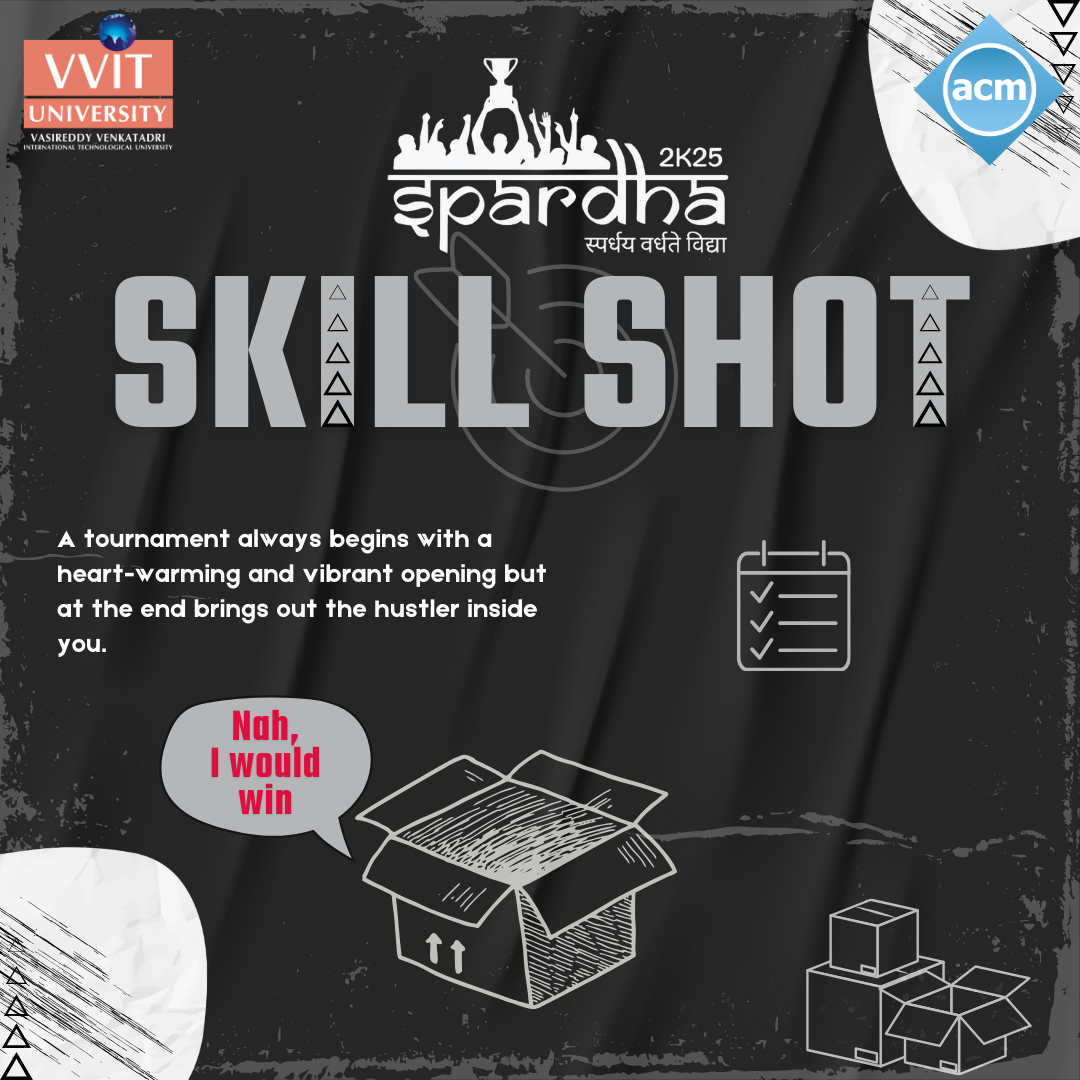 VVIT
UNIVERSITY
VASIREDDY VENKATADRI
INTERNATIONAL TECHNOLOGICAL UNIVERSITY
acm
2K25
spardha
स्पर्धय वर्धते विद्या
SKILL SHOT
A tournament always begins with a
heart-warming and vibrant opening but
at the end brings out the hustler inside
you.
Nah,
I would
win